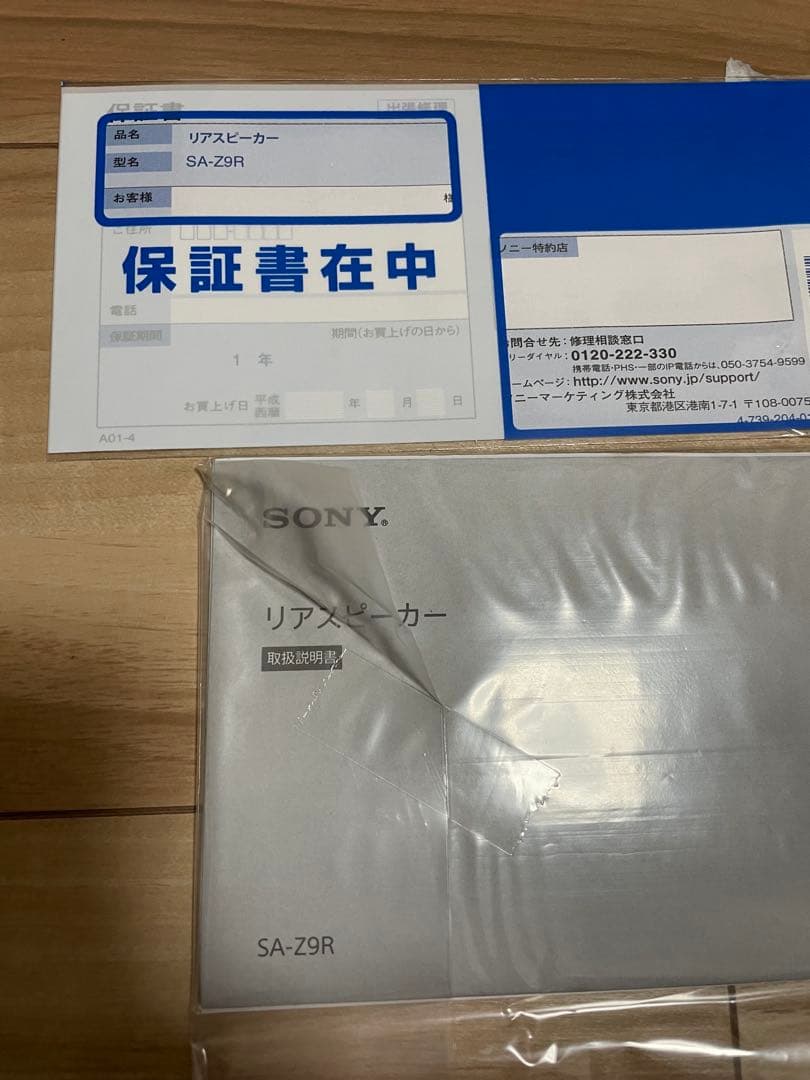 保証書
出張修理
品名 リアスピーカー
型名 SA-Z9R
お客様 様
ご住所
保証書在中
電話
保証期間 期間(お買上げの日から)
1 年
お買上げ日 平成 西暦 年 月 日
A01-4
ソニー特約店
お問合せ先:修理相談窓口
リーダイヤル:0120-222-330
携帯電話・PHS・一部のIP電話からは、050-3754-9599
ームページ:http://www.sony.jp/support/
ソニーマーケティング株式会社
東京都港区港南1-7-1 〒108-0075
4-739-204-0
SONY®
リアスピーカー
取扱説明書
SA-Z9R